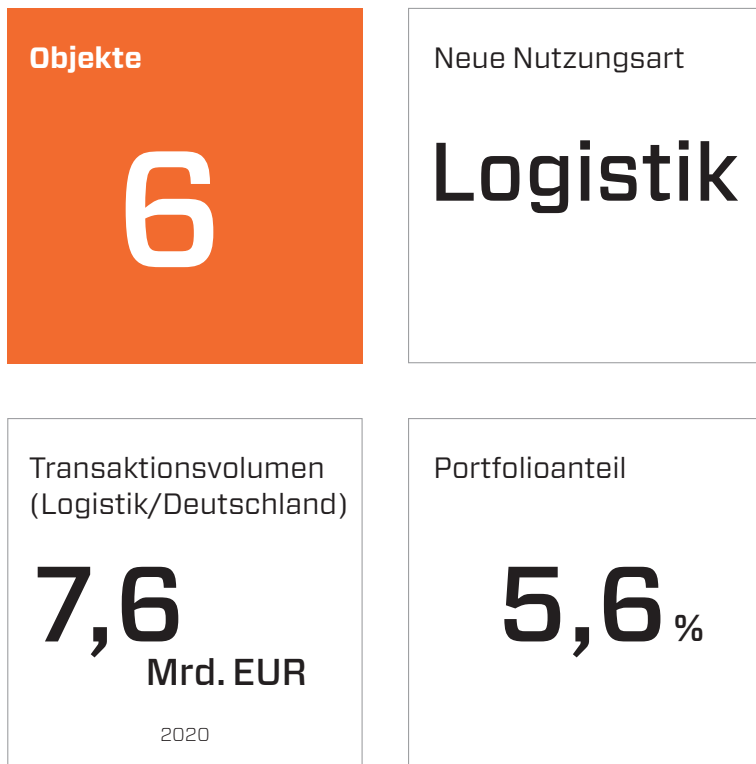 Objekte
6
Neue Nutzungsart
Logistik
Transaktionsvolumen
(Logistik/Deutschland)
7,6
Mrd. EUR
2020
Portfolioanteil
5,6 %